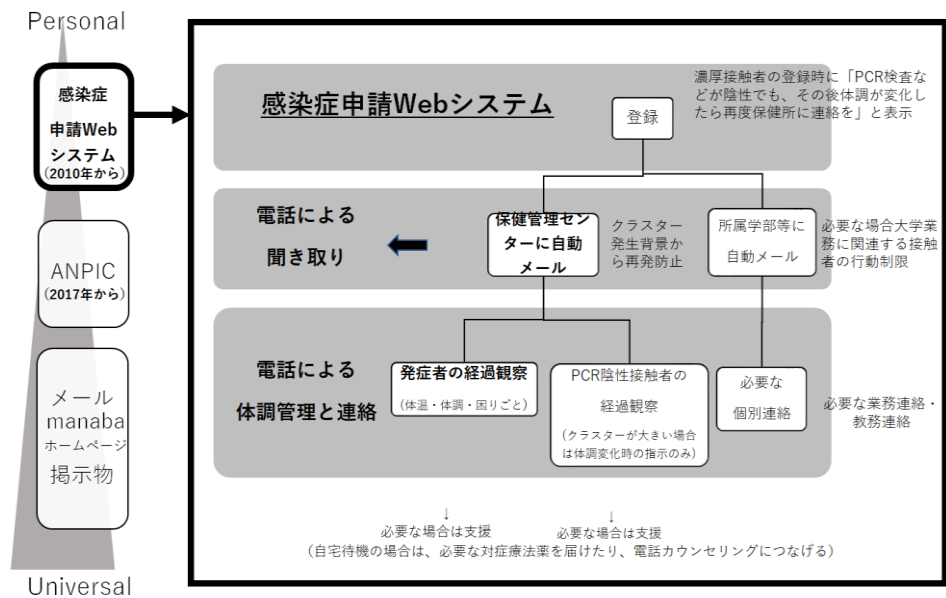 Personal
感染症
申請Web
システム
(2010年から)
ANPIC
(2017年から)
メール
manaba
ホームページ
掲示物
Universal
感染症申請Webシステム
登録
濃厚接触者の登録時に「PCR検査な
どが陰性でも、その後体調が変化し
たら再度保健所に連絡を」と表示
電話による
聞き取り
保健管理セン
ターに自動
メール
クラスター
発生背景か
ら再発防止
所属学部等に
自動メール
必要な場合大学業
務に関連する接触
者の行動制限
電話による
体調管理と連絡
発症者の経過観察
(体温・体調・困りごと)
PCR陰性接触者の
経過観察
(クラスターが大きい場合
は体調変化時の指示のみ)
必要な
個別連絡
必要な業務連絡・
教務連絡
↓
必要な場合は支援
↓
必要な場合は支援
(自宅待機の場合は、必要な対症療法薬を届けたり、電話カウンセリングにつなげる)